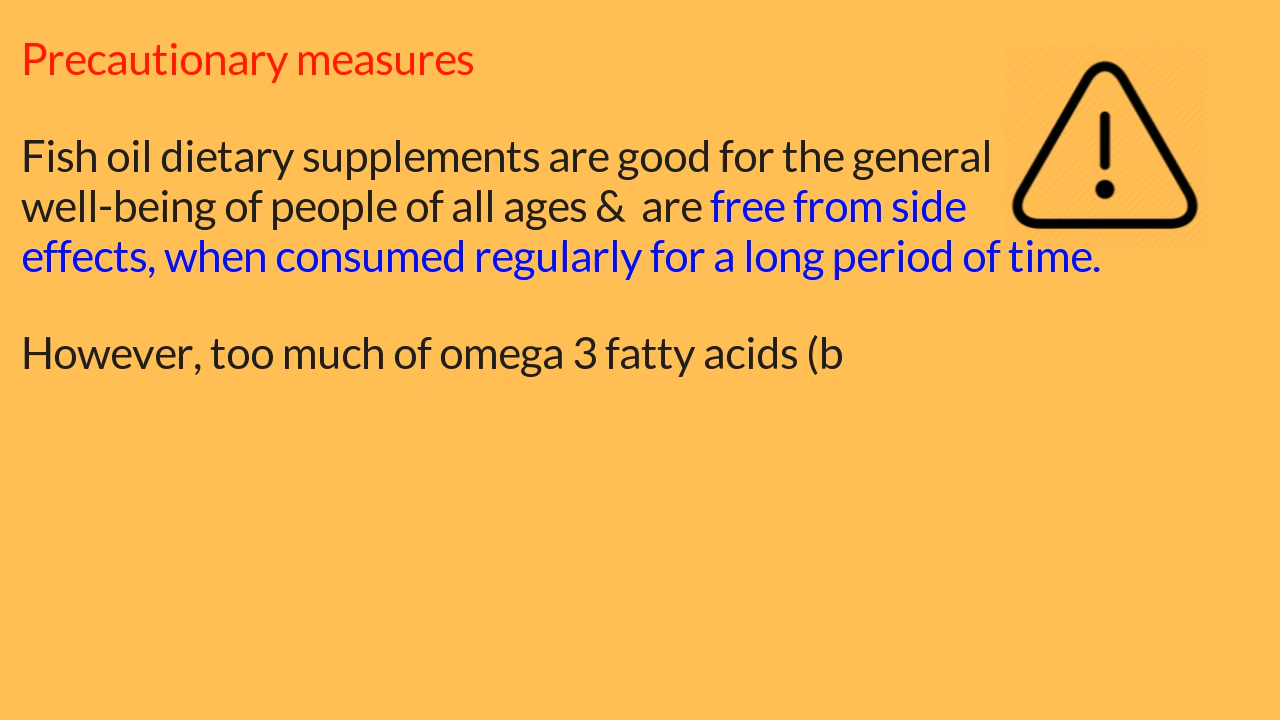 Precautionary measures
Fish oil dietary supplements are good for the general
well-being of people of all ages &  are free from side
effects, when consumed regularly for a long period of time.
However, too much of omega 3 fatty acids (b